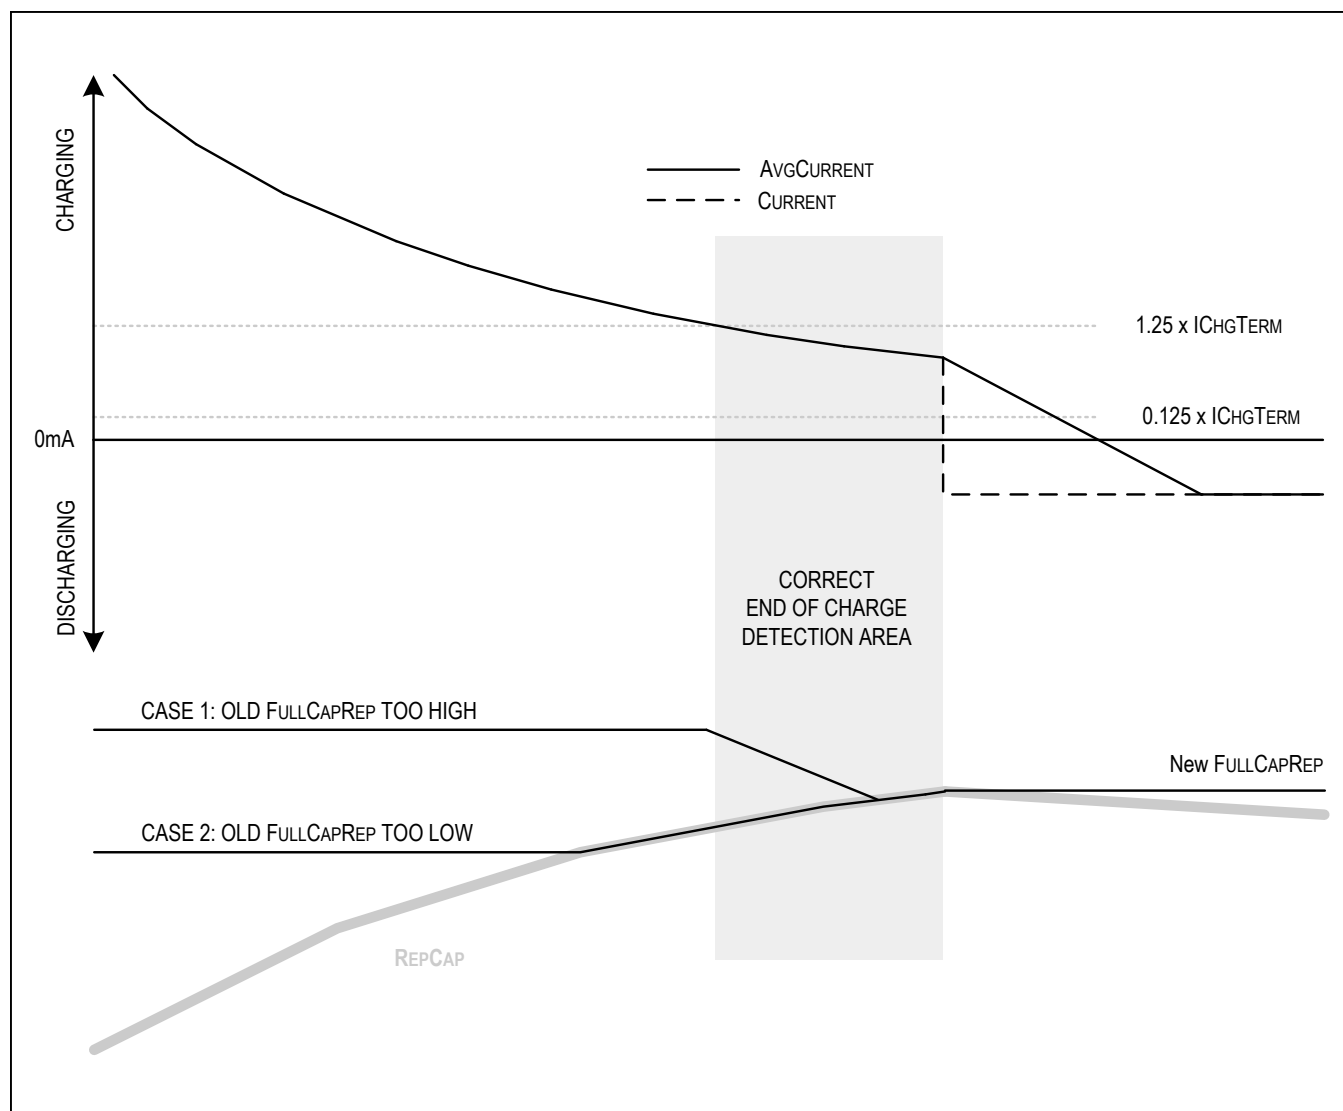 CHARGING
AVGCURRENT
CURRENT
1.25 x ICHGTERM
0.125 x ICHGTERM
0mA
DISCHARGING
CORRECT
END OF CHARGE
DETECTION AREA
CASE 1: OLD FULLCAPREP TOO HIGH
New FULLCAPREP
CASE 2: OLD FULLCAPREP TOO LOW
REPCAP